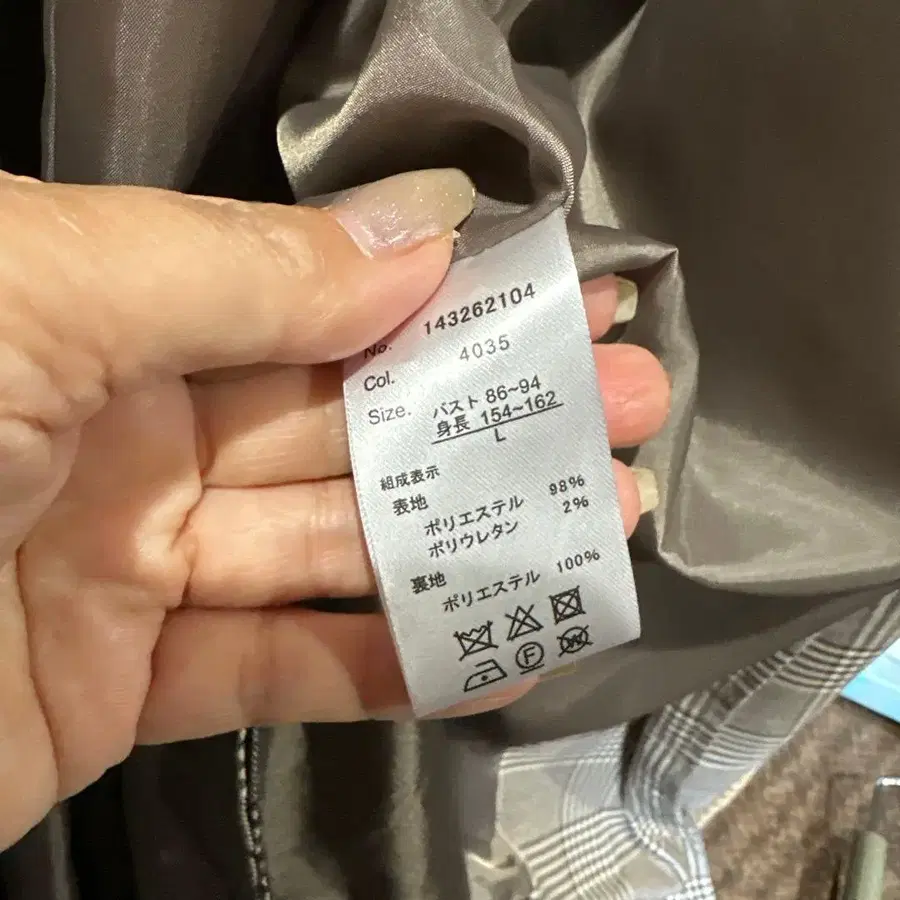 No. 143262104
Col. 4035
Size. バスト 86~94
身長 154~162
L
組成表示
表地
ポリエステル 98%
ポリウレタン 2%
裏地
ポリエステル 100%
F W